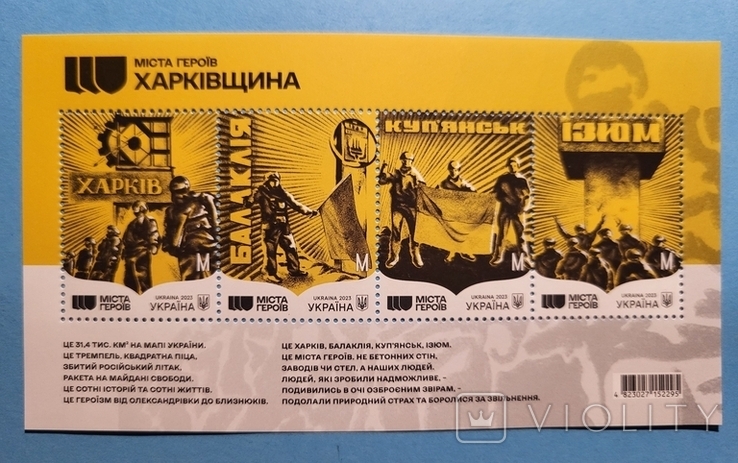 МІСТА ГЕРОЇВ
ХАРКІВЩИНА
ХАРКІВ
М
МІСТА ГЕРОЇВ
UKRAINA 2023
УКРАЇНА
БАЛАКЛІЯ
М
МІСТА ГЕРОЇВ
UKRAINA 2023
УКРАЇНА
КУП'ЯНСЬК
М
МІСТА ГЕРОЇВ
UKRAINA 2023
УКРАЇНА
ІЗЮМ
М
МІСТА ГЕРОЇВ
UKRAINA 2023
УКРАЇНА
ЦЕ 31,4 ТИС. КМ² НА МАПІ УКРАЇНИ.
ЦЕ ТРЕМПЕЛЬ, КВАДРАТНА ПІЦА,
ЗБИТИЙ РОСІЙСЬКИЙ ЛІТАК,
РАКЕТА НА МАЙДАНІ СВОБОДИ.
ЦЕ СОТНІ ІСТОРІЙ ТА СОТНІ ЖИТТІВ.
ЦЕ ГЕРОЇЗМ ВІД ОЛЕКСАНДРІВКИ ДО БЛИЗНЮКІВ.
ЦЕ ХАРКІВ, БАЛАКЛІЯ, КУП'ЯНСЬК, ІЗЮМ.
ЦЕ МІСТА ГЕРОЇВ. НЕ БЕТОННИХ СТІН,
ЗАВОДІВ ЧИ СТЕЛ, А НАШИХ ЛЮДЕЙ.
ЛЮДЕЙ, ЯКІ ЗРОБИЛИ НАДМОЖЛИВЕ, -
ПОДИВИЛИСЬ В ОЧІ ОЗБРОЄНИМ ЗВІРАМ, -
ПОДОЛАЛИ ПРИРОДНИЙ СТРАХ ТА БОРОЛИСЯ ЗА ЗВІЛЬНЕННЯ.
4 823027 152295
VIOLITY